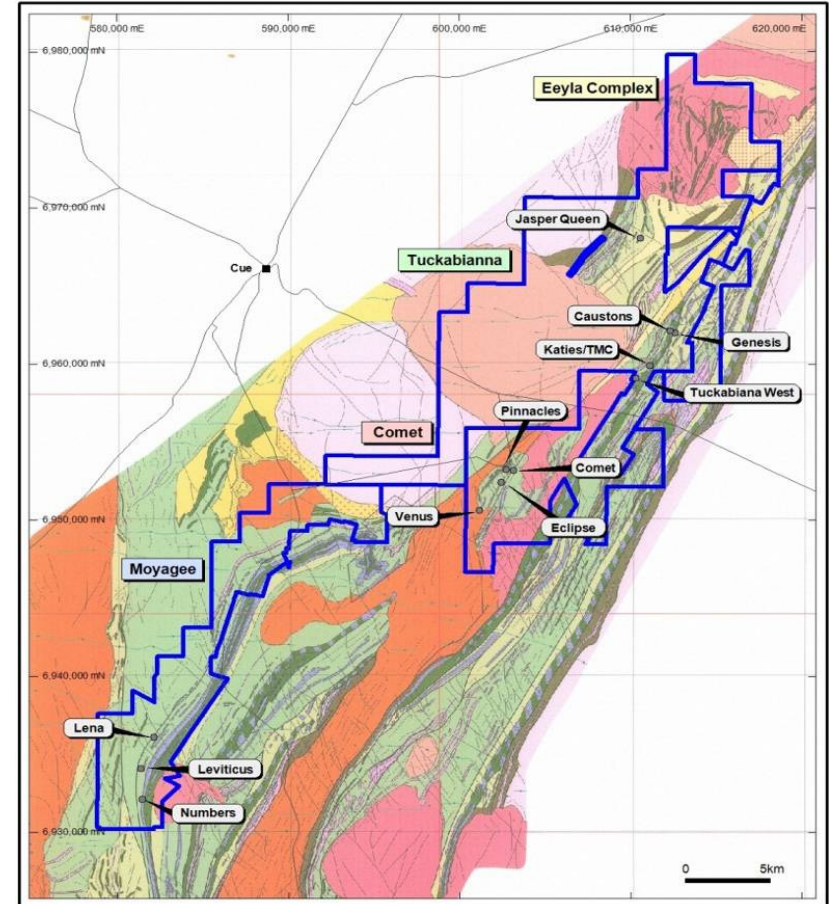 580,000 mE
590,000 mE
600,000 mE
610,000 mE
620,000 mE
6,980,000 mN
Eeyla Complex
6,970,000 mN
Jasper Queen
Tuckabianna
Cue
Caustons
Genesis
Katies/TMC
6,960,000 mN
Tuckabiana West
Pinnacles
Comet
Comet
6,950,000 mN
Venus
Eclipse
Moyagee
6,940,000 mN
Lena
Leviticus
Numbers
6,930,000 mN
0 5km